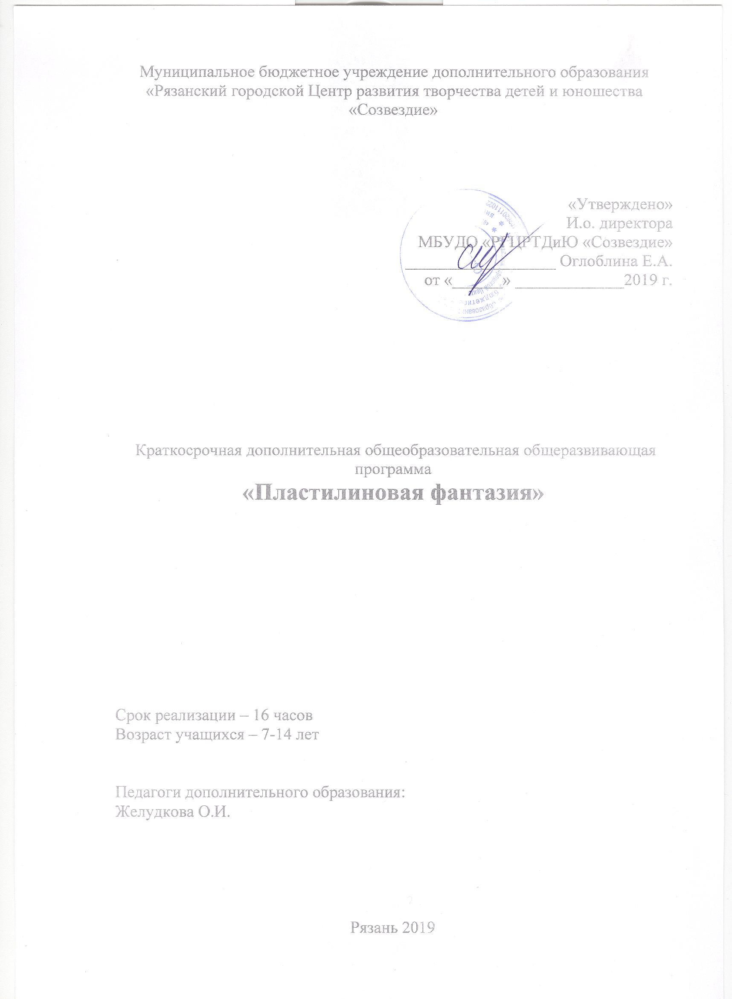 Муниципальное бюджетное учреждение дополнительного образования
«Рязанский городской Центр развития творчества детей и юношества
«Созвездие»
«Утверждено»
И.о. директора
МБУДО «РГЦРТДиЮ «Созвездие»
__________________ Оглоблина Е.А.
от «______» _____________2019 г.
Краткосрочная дополнительная общеобразовательная общеразвивающая
программа
«Пластилиновая фантазия»
Срок реализации – 16 часов
Возраст учащихся – 7-14 лет
Педагоги дополнительного образования:
Желудкова О.И.
Рязань 2019